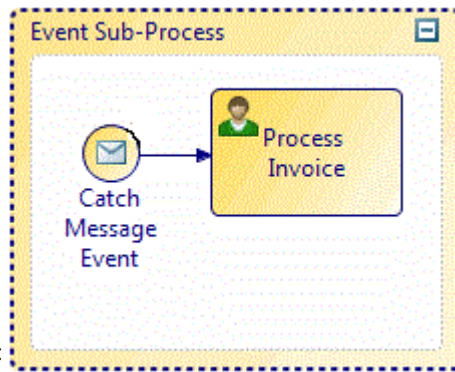 Event Sub-Process
Process
Invoice
Catch
Message
Event